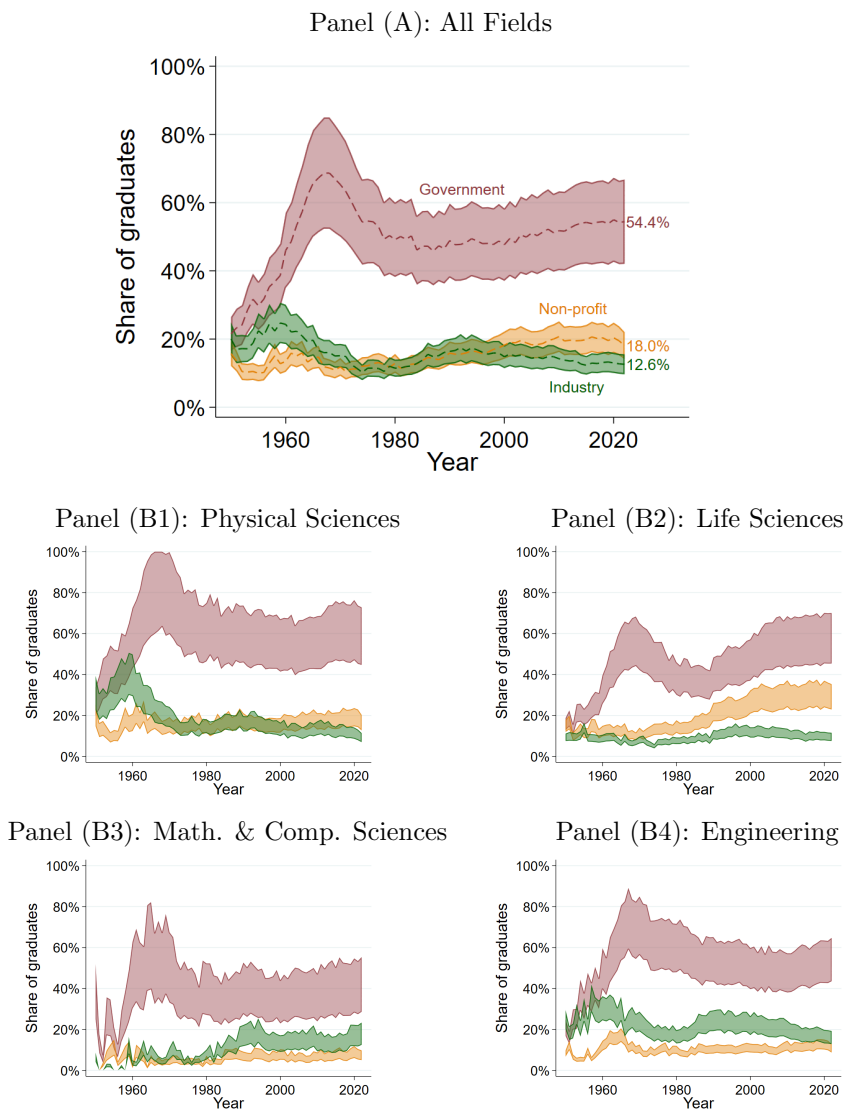 Panel (A): All Fields
100%
80%
60%
40%
20%
0%
Share of graduates
Government
54.4%
Non-profit
18.0%
12.6%
Industry
1960 1980 2000 2020
Year
Panel (B1): Physical Sciences
100%
80%
60%
40%
20%
0%
Share of graduates
1960 1980 2000 2020
Year
Panel (B2): Life Sciences
100%
80%
60%
40%
20%
0%
Share of graduates
1960 1980 2000 2020
Year
Panel (B3): Math. & Comp. Sciences
100%
80%
60%
40%
20%
0%
Share of graduates
1960 1980 2000 2020
Year
Panel (B4): Engineering
100%
80%
60%
40%
20%
0%
Share of graduates
1960 1980 2000 2020
Year